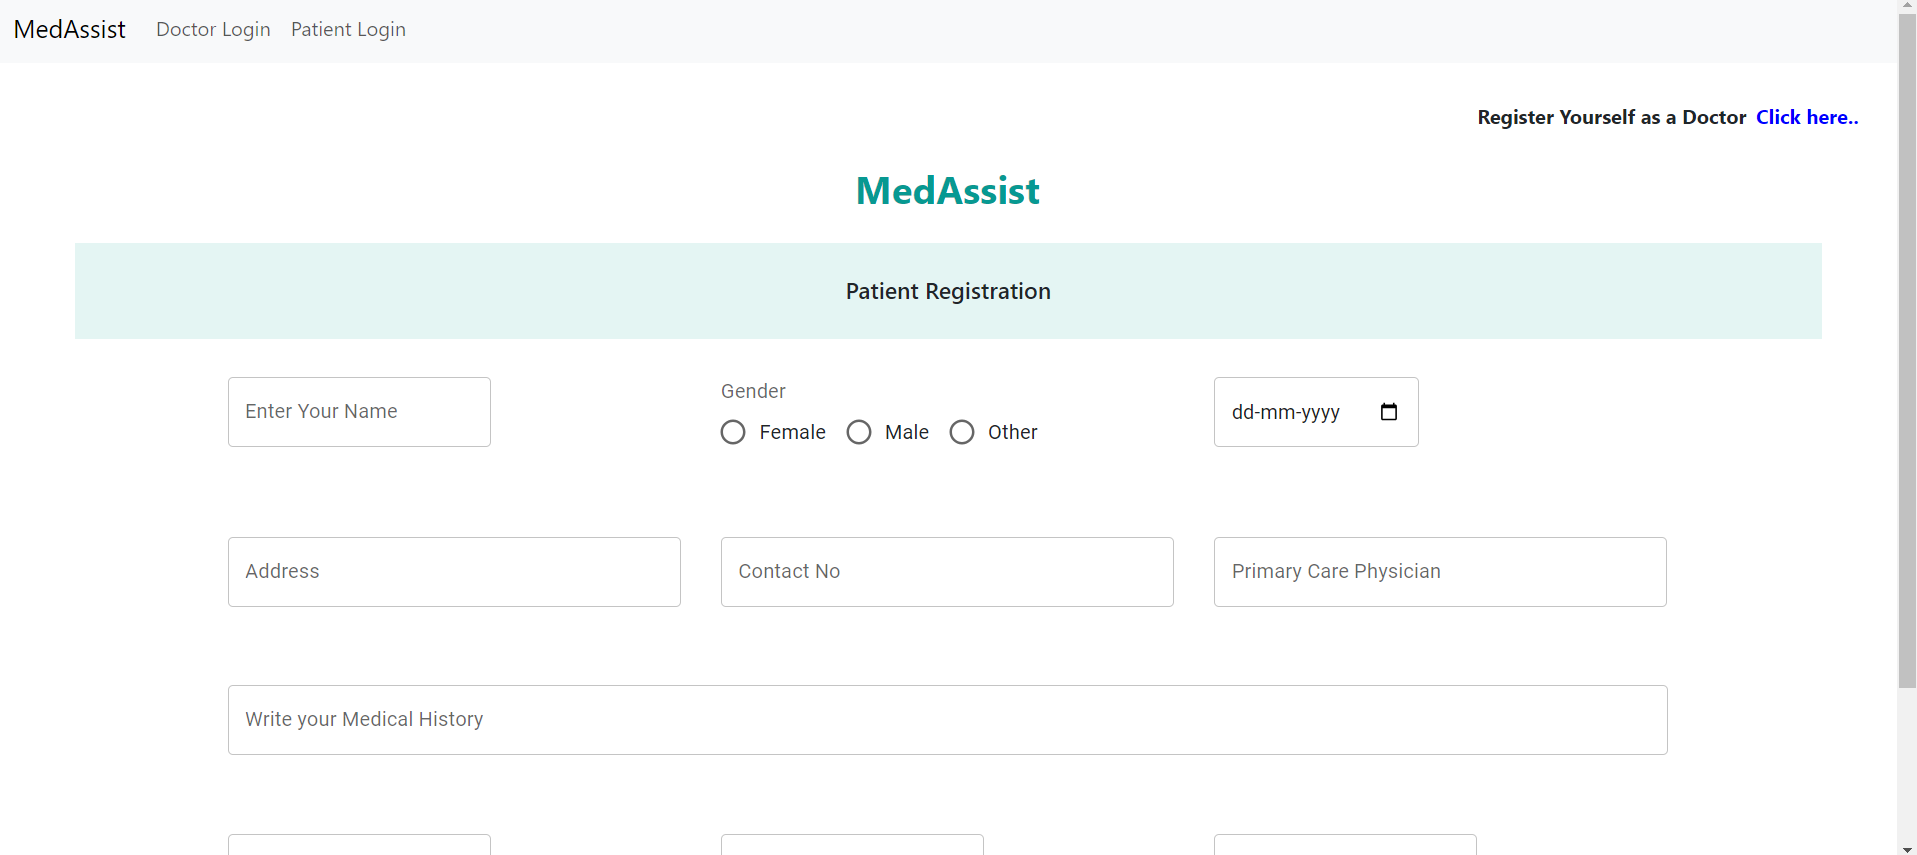 MedAssist Doctor Login Patient Login
Register Yourself as a Doctor Click here..
MedAssist
Patient Registration
Enter Your Name
Gender
Female Male Other
dd-mm-yyyy
Address
Contact No
Primary Care Physician
Write your Medical History